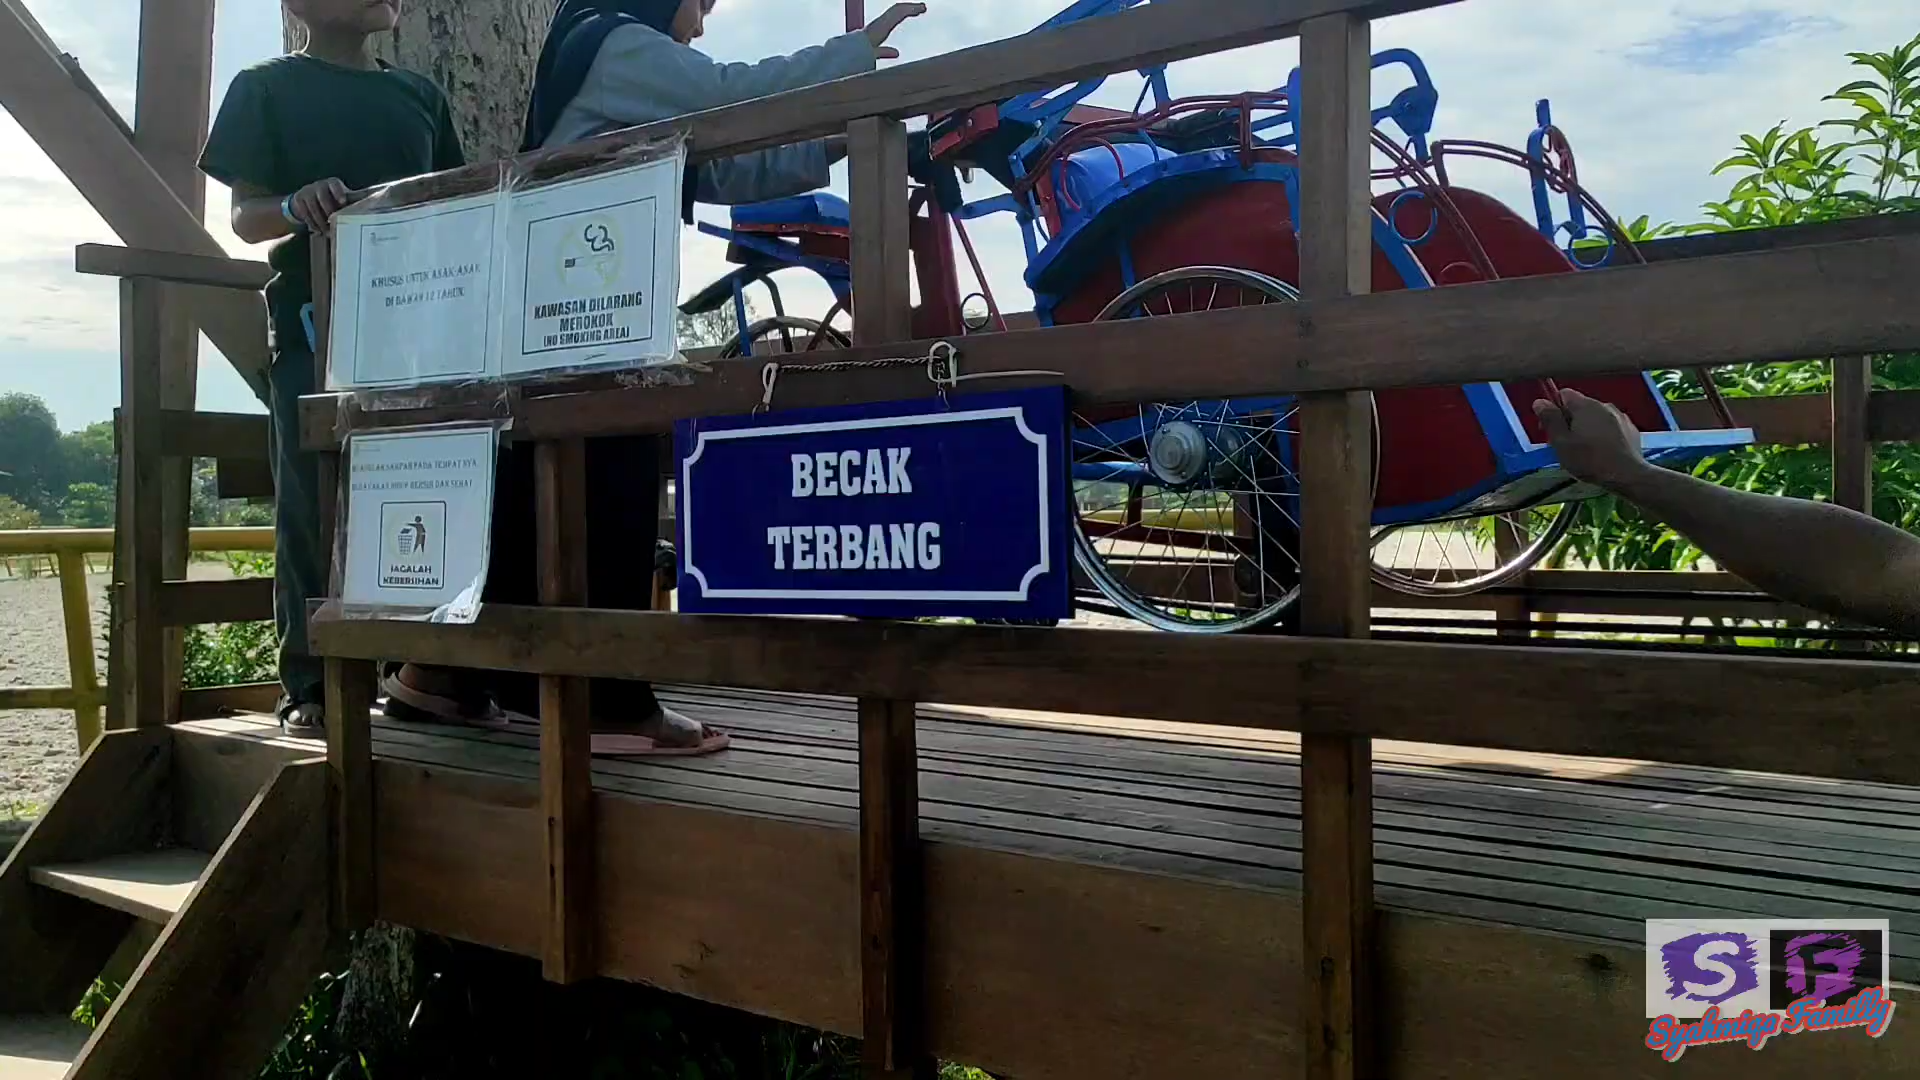 KHUSUS UNTUK ANAK-ANAK
DI BAWAH 12 TAHUN
KAWASAN DILARANG
MEROKOK
(NO SMOKING AREA)
BECAK
TERBANG
JAGALAH
KEBERSIHAN
S F
Syahmiqa Familly